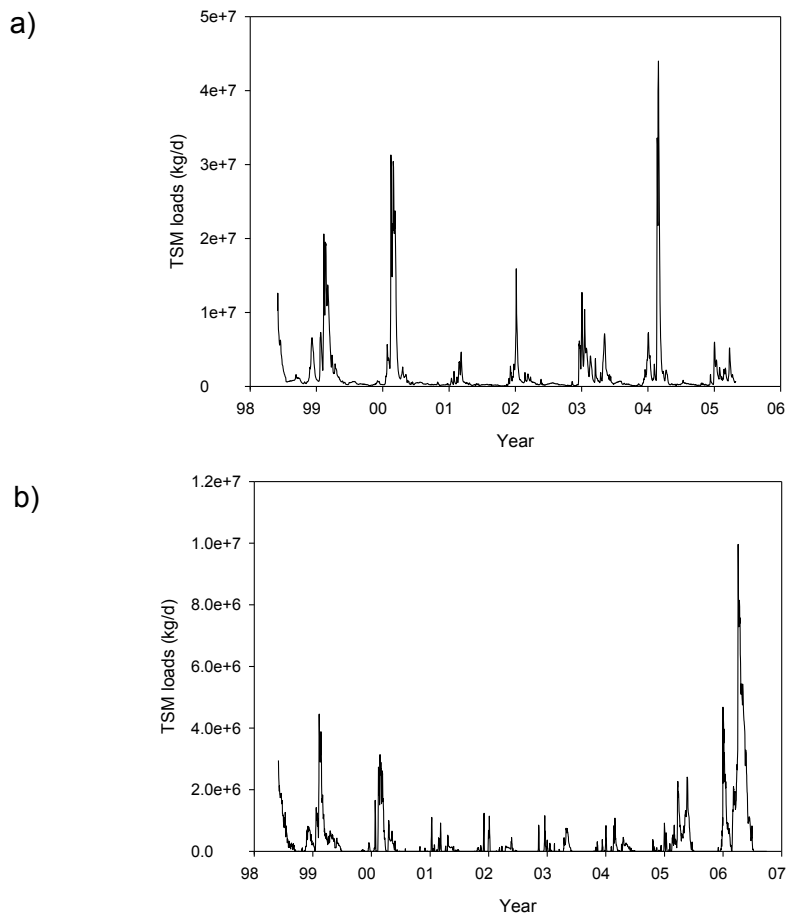 a)
5e+7
4e+7
3e+7
2e+7
1e+7
0
TSM loads (kg/d)
98 99 00 01 02 03 04 05 06
Year
b)
1.2e+7
1.0e+7
8.0e+6
6.0e+6
4.0e+6
2.0e+6
0.0
TSM loads (kg/d)
98 99 00 01 02 03 04 05 06 07
Year